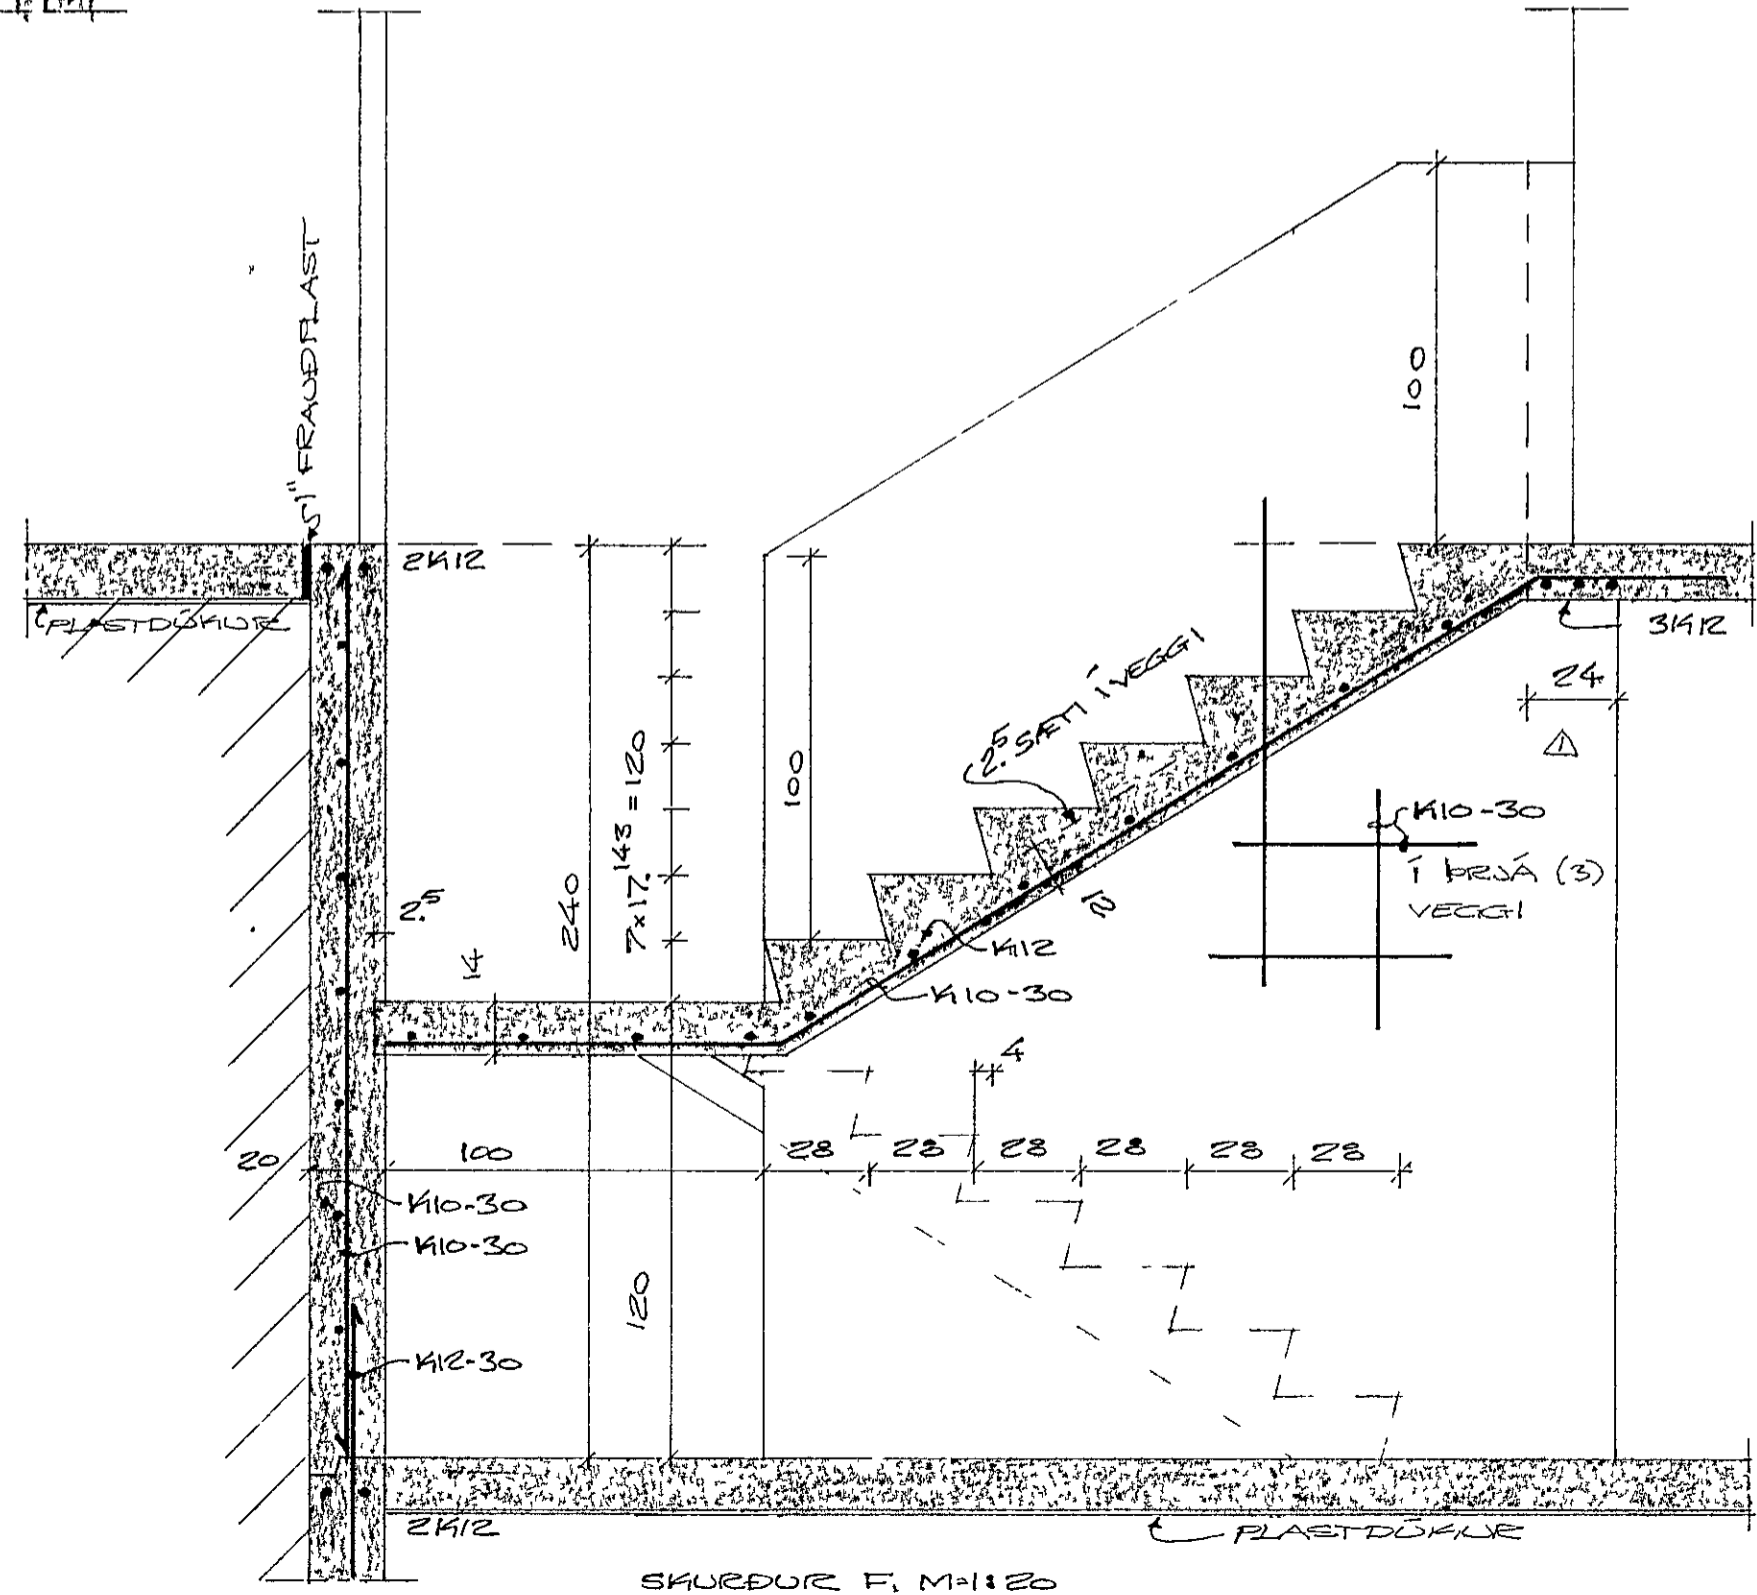 100
1" FRAUÐPLAST
2K12
PLASTDÚKUR
3K12
24
1
2.5 SÆTI Í VEGGI
7x17.143 = 120
100
240
K10-30
Í ÞRJÁ (3)
VEGGI
2.5
14
12
K12
K10-30
4
20
100
28
28
28
28
28
28
K10-30
K10-30
120
K12-30
2K12
PLASTDÚKUR
SKURÐUR F, M=1:20